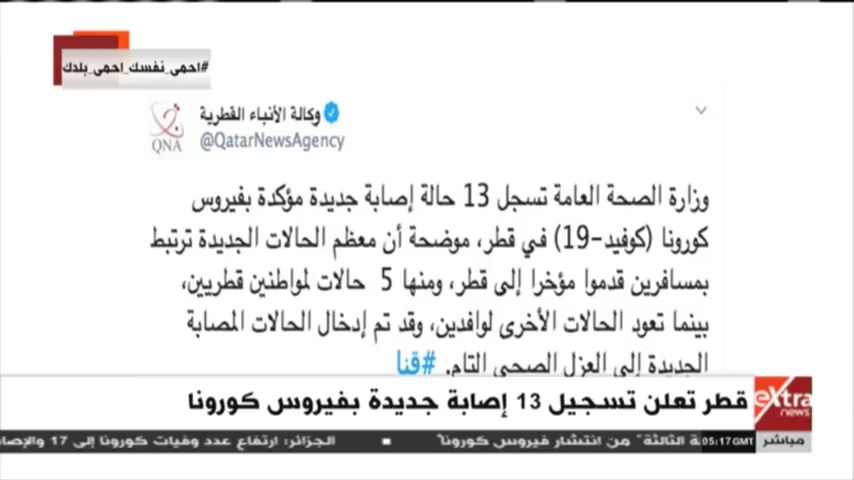 #احمى_نفسك_احمى_بلدك
وكالة الأنباء القطرية
@QatarNewsAgency
QNA
وزارة الصحة العامة تسجل 13 حالة إصابة جديدة مؤكدة بفيروس
كورونا (كوفيد-19) في قطر، موضحة أن معظم الحالات الجديدة ترتبط
بمسافرين قدموا مؤخرا إلى قطر، ومنها 5 حالات لمواطنين قطريين،
بينما تعود الحالات الأخرى لوافدين، وقد تم إدخال الحالات المصابة
الجديدة إلى العزل الصحي التام. #قنا
قطر تعلن تسجيل 13 إصابة جديدة بفيروس كورونا
eXtra
news
مباشر
05:17 GMT
ة الثالثة" من انتشار فيروس كورونا" ■ الجزائر: ارتفاع عدد وفيات كورونا إلى 17 والإصا